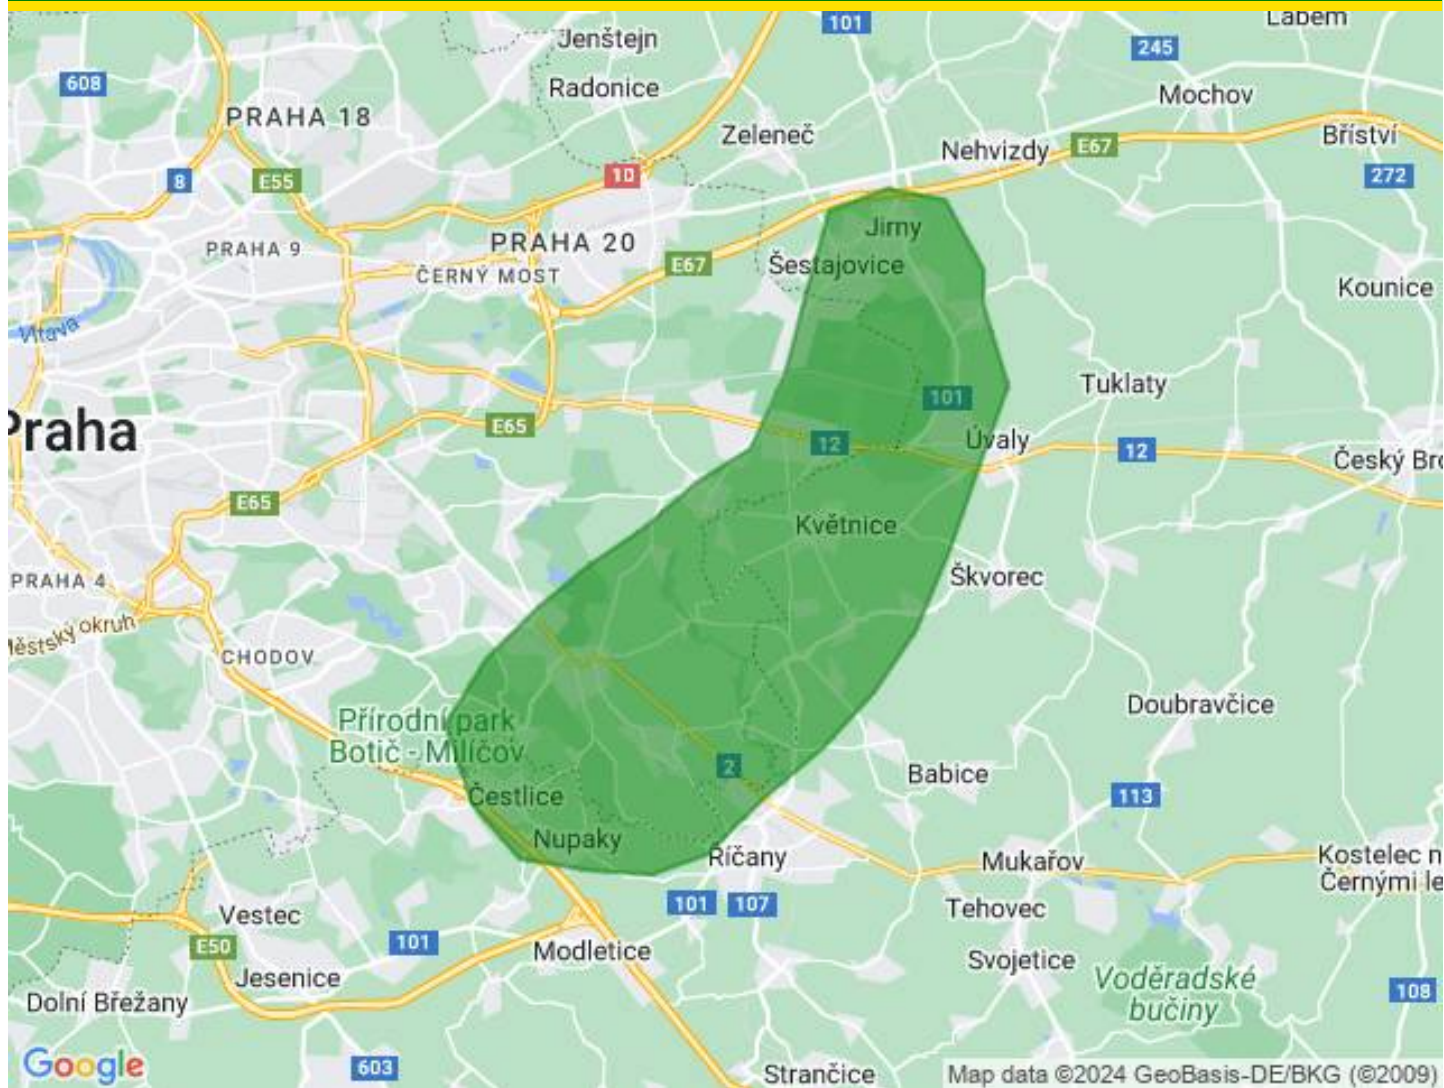 Labem
101
Jenštejn
245
608
Radonice
Mochov
PRAHA 18
Zeleneč
Bříství
Nehvizdy
E67
8
E55
10
272
Jirny
PRAHA 9
PRAHA 20
ČERNÝ MOST
E67
Šestajovice
Kounice
Vltava
Tuklaty
101
Praha
E65
12
Úvaly
12
Český Bro
E65
Květnice
PRAHA 4
Škvorec
Městský okruh
CHODOV
Doubravčice
Přírodní park
Botič - Milíčov
2
Babice
Čestlice
113
Nupaky
Říčany
Mukařov
Kostelec n
Černými le
101
107
Tehovec
Vestec
E50
101
Modletice
Svojetice
Jesenice
Voděradské
bučiny
Dolní Břežany
108
Google
603
Strančice
Map data ©2024 GeoBasis-DE/BKG (©2009)